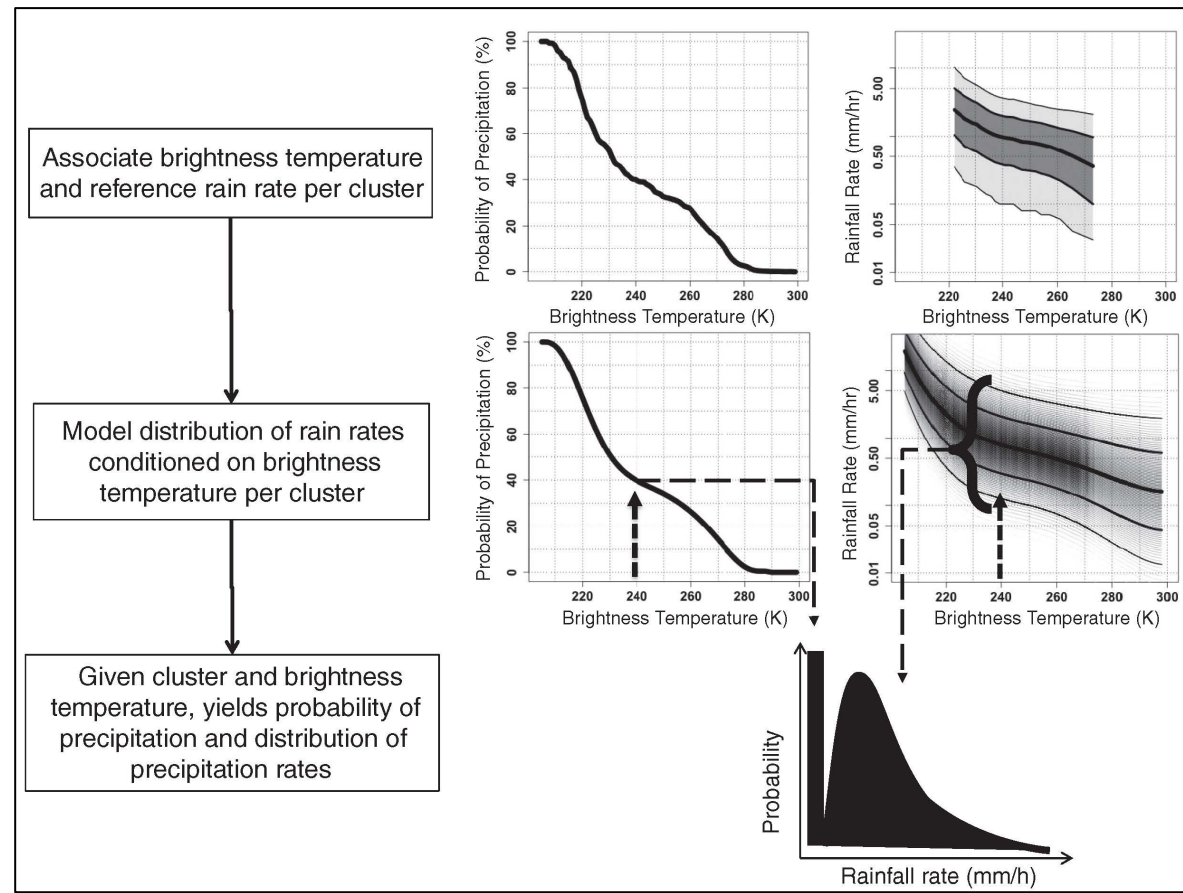 Associate brightness temperature
and reference rain rate per cluster
Model distribution of rain rates
conditioned on brightness
temperature per cluster
Given cluster and brightness
temperature, yields probability of
precipitation and distribution of
precipitation rates
Probability of Precipitation (%)
100
80
60
40
20
0
220 240 260 280 300
Brightness Temperature (K)
Rainfall Rate (mm/hr)
5.00
0.50
0.05
0.01
220 240 260 280 300
Brightness Temperature (K)
Probability of Precipitation (%)
100
80
60
40
20
0
220 240 260 280 300
Brightness Temperature (K)
Rainfall Rate (mm/hr)
5.00
0.50
0.05
0.01
220 240 260 280 300
Brightness Temperature (K)
Probability
Rainfall rate (mm/h)